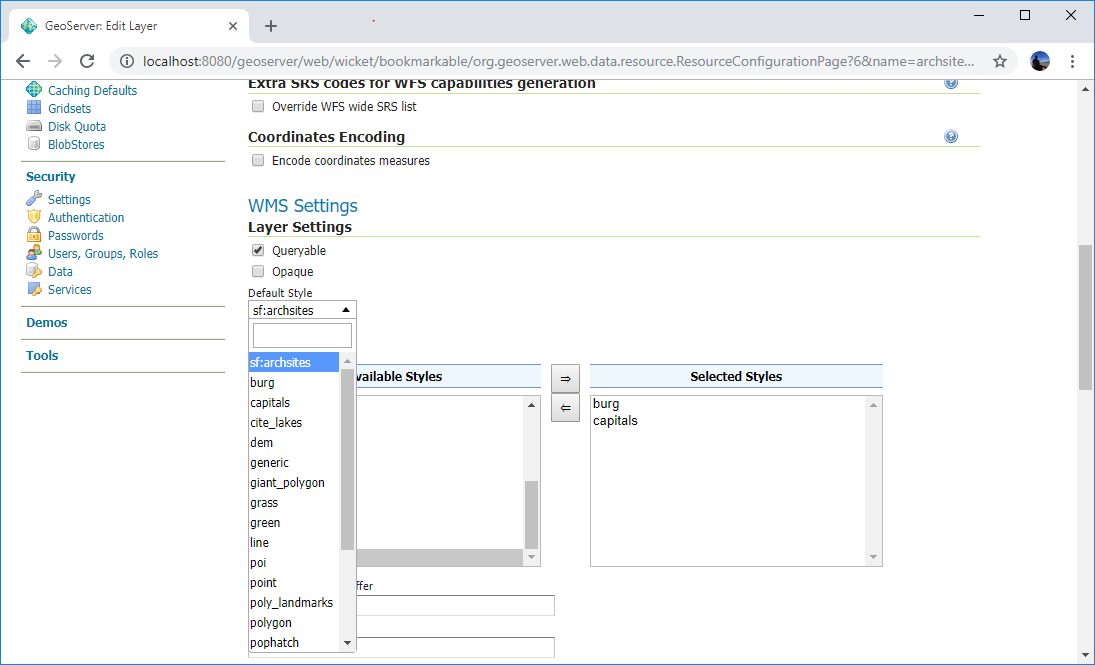 GeoServer: Edit Layer
localhost:8080/geoserver/web/wicket/bookmarkable/org.geoserver.web.data.resource.ResourceConfigurationPage?6&name=archsite...
Caching Defaults
Gridsets
Disk Quota
BlobStores
Security
Settings
Authentication
Passwords
Users, Groups, Roles
Data
Services
Demos
Tools
Extra SRS codes for WFS capabilities generation
Override WFS wide SRS list
Coordinates Encoding
Encode coordinates measures
WMS Settings
Layer Settings
Queryable
Opaque
Default Style
sf:archsites
sf:archsites
burg
capitals
cite_lakes
dem
generic
giant_polygon
grass
green
line
poi
point
poly_landmarks
polygon
pophatch
vailable Styles
⇒
⇐
Selected Styles
burg
capitals
ffer